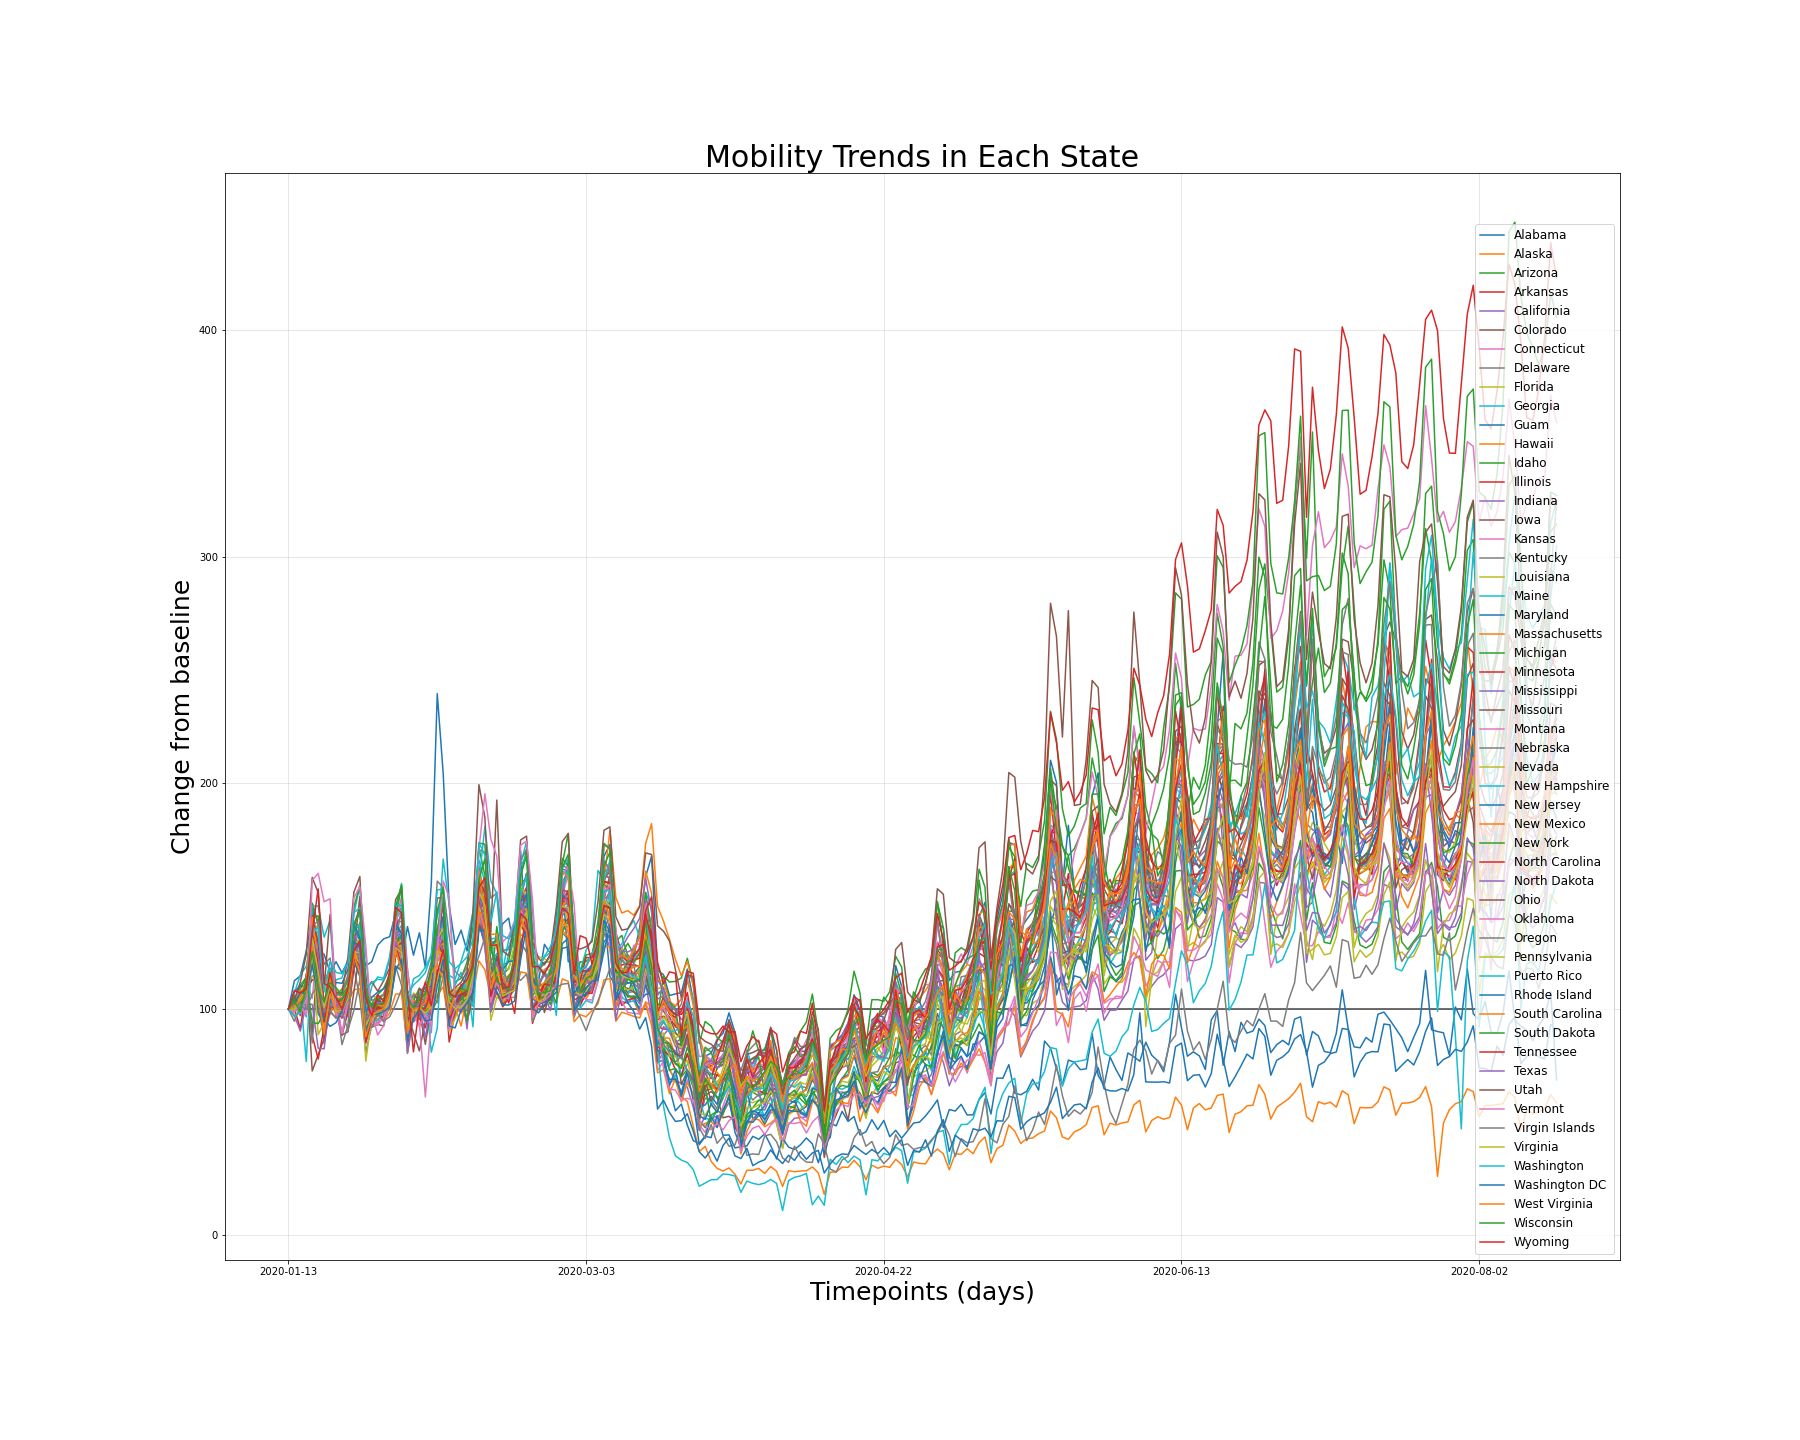 Mobility Trends in Each State
Change from baseline
400
300
200
100
0
2020-01-13
2020-03-03
2020-04-22
2020-06-13
2020-08-02
Timepoints (days)
Alabama
Alaska
Arizona
Arkansas
California
Colorado
Connecticut
Delaware
Florida
Georgia
Guam
Hawaii
Idaho
Illinois
Indiana
Iowa
Kansas
Kentucky
Louisiana
Maine
Maryland
Massachusetts
Michigan
Minnesota
Mississippi
Missouri
Montana
Nebraska
Nevada
New Hampshire
New Jersey
New Mexico
New York
North Carolina
North Dakota
Ohio
Oklahoma
Oregon
Pennsylvania
Puerto Rico
Rhode Island
South Carolina
South Dakota
Tennessee
Texas
Utah
Vermont
Virgin Islands
Virginia
Washington
Washington DC
West Virginia
Wisconsin
Wyoming